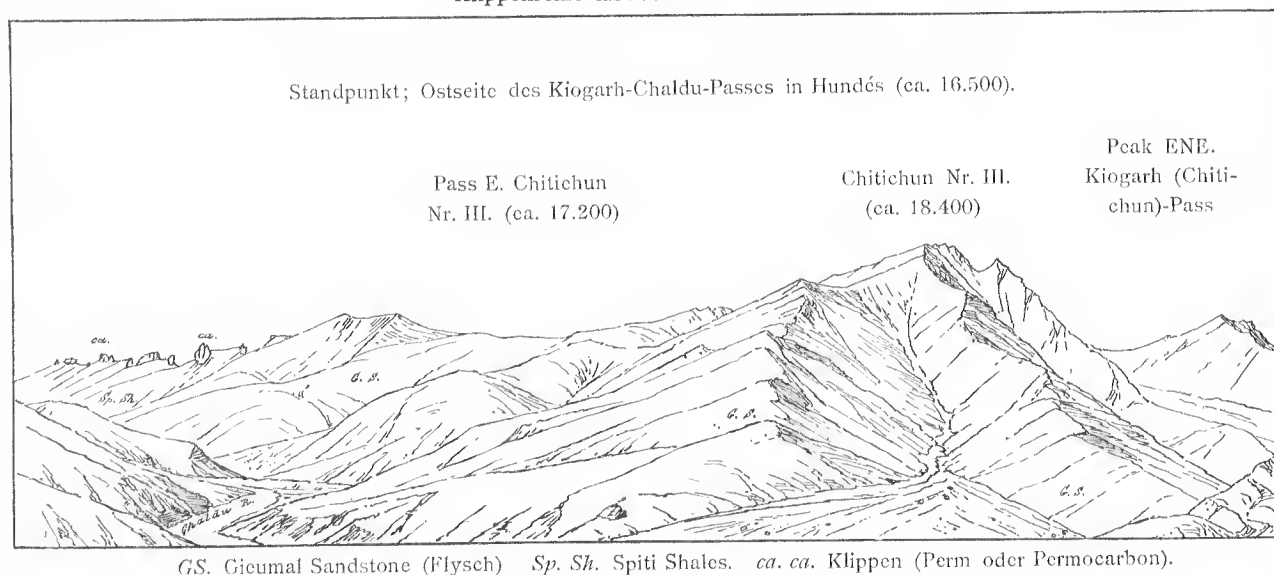 Standpunkt; Ostseite des Kiogarh-Chaldu-Passes in Hundés (ca. 16.500).
Peak ENE.
Kiogarh (Chiti-
chun)-Pass
Chitichun Nr. III.
(ca. 18.400)
Pass E. Chitichun
Nr. III. (ca. 17.200)
ca.
ca.
G. S.
Sp. Sh.
G. S.
G. S.
Chaldu R.
GS. Gieumal Sandstone (Flysch) Sp. Sh. Spiti Shales. ca. ca. Klippen (Perm oder Permocarbon).